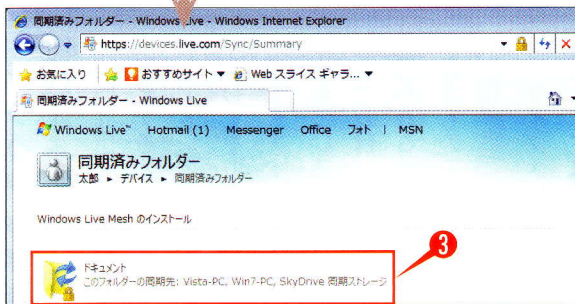 同期済みフォルダー - Windows Live - Windows Internet Explorer
https://devices.live.com/Sync/Summary
お気に入り おすすめサイト ▼ Web スライス ギャラ... ▼
同期済みフォルダー - Windows Live
Windows Live™ Hotmail (1) Messenger Office フォト | MSN
同期済みフォルダー
太郎 ► デバイス ► 同期済みフォルダー
Windows Live Mesh のインストール
3
ドキュメント
このフォルダーの同期先: Vista-PC, Win7-PC, SkyDrive 同期ストレージ